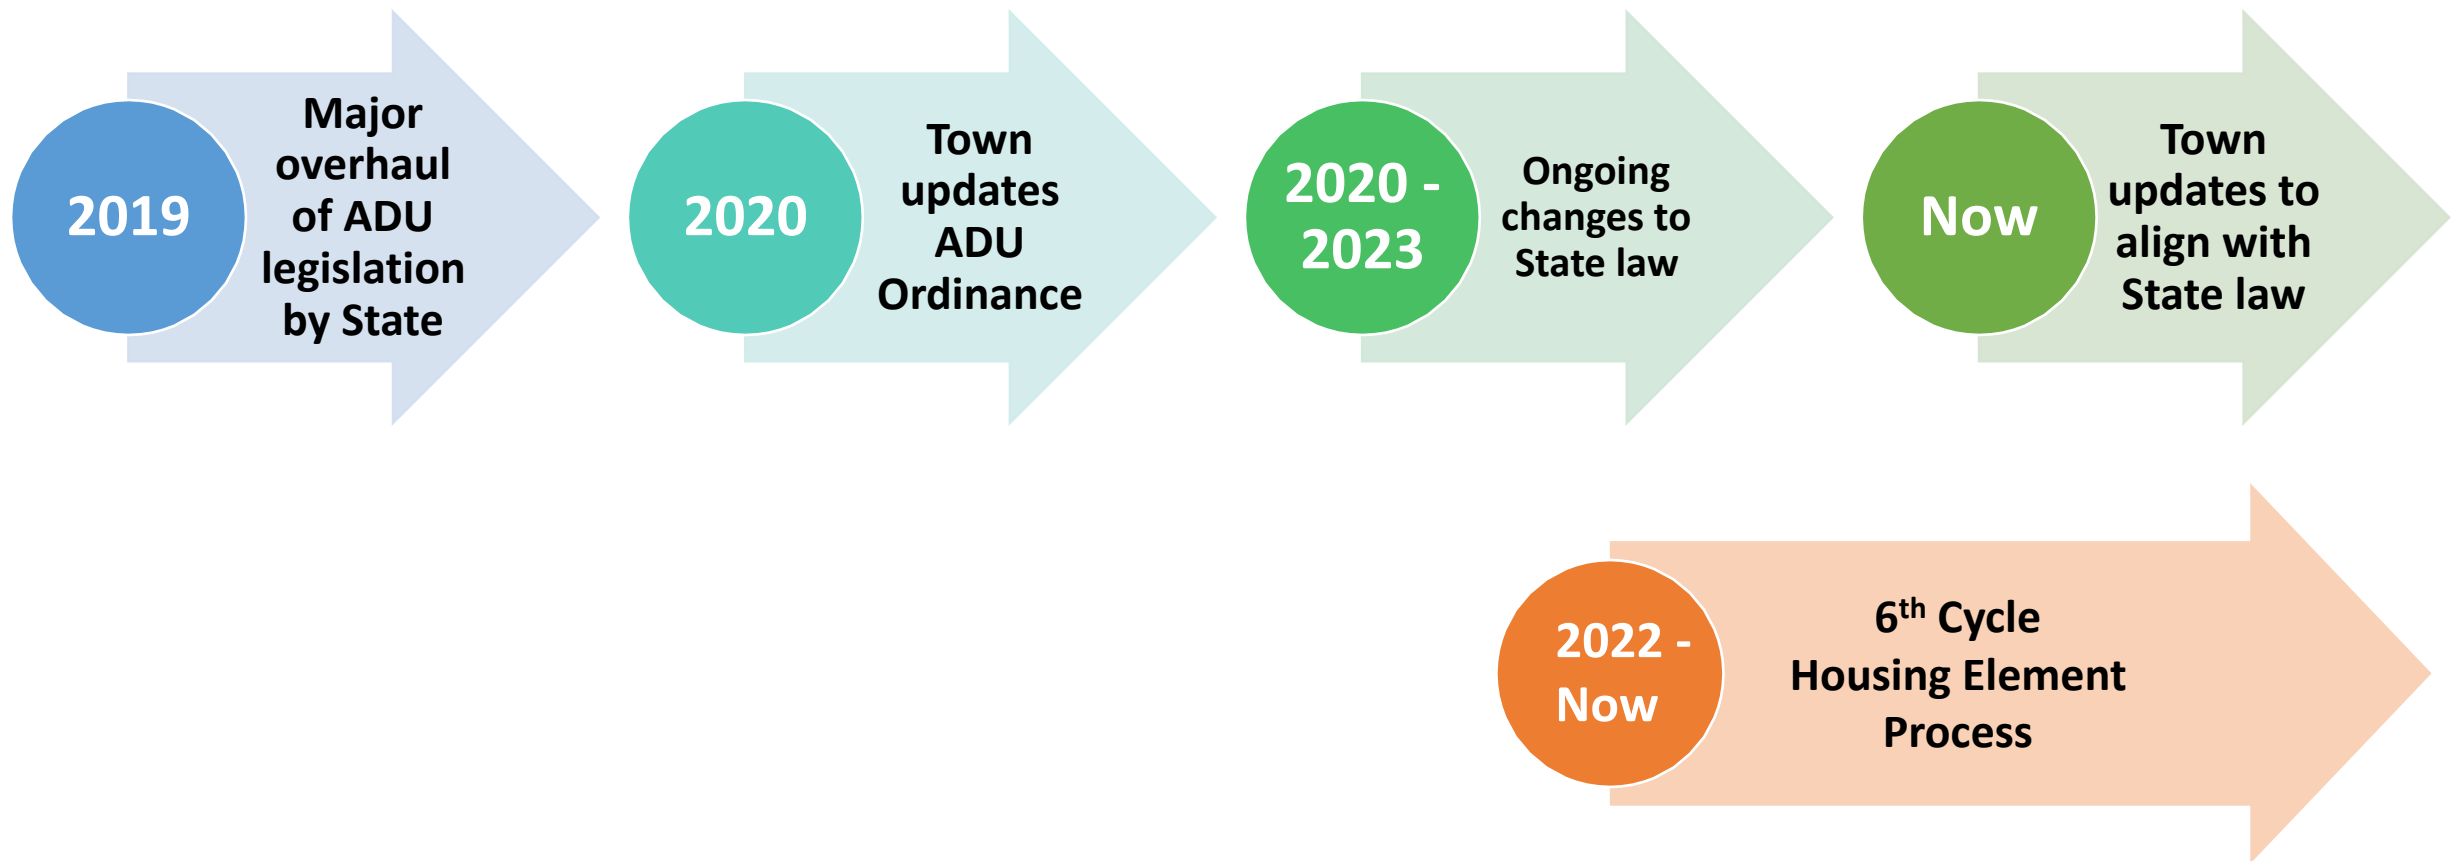 2019
Major
overhaul
of ADU
legislation
by State
2020
Town
updates
ADU
Ordinance
2020 -
2023
Ongoing
changes to
State law
Now
Town
updates to
align with
State law
2022 -
Now
6th Cycle
Housing Element
Process